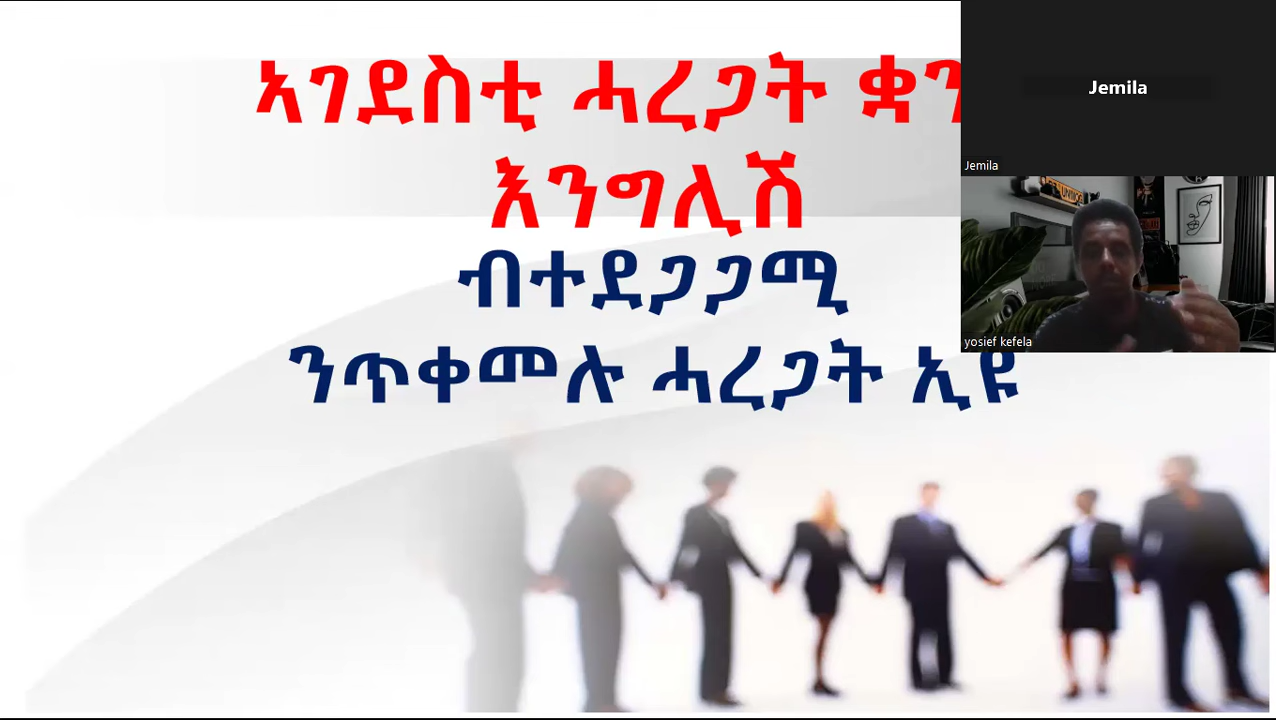 ኣገደስቲ ሓረጋት
እንግሊሽ
ብተደጋጋሚ
ንጥቀመሉ ሓረጋት ኢዩ
Jemila
Jemila
yosief kefela